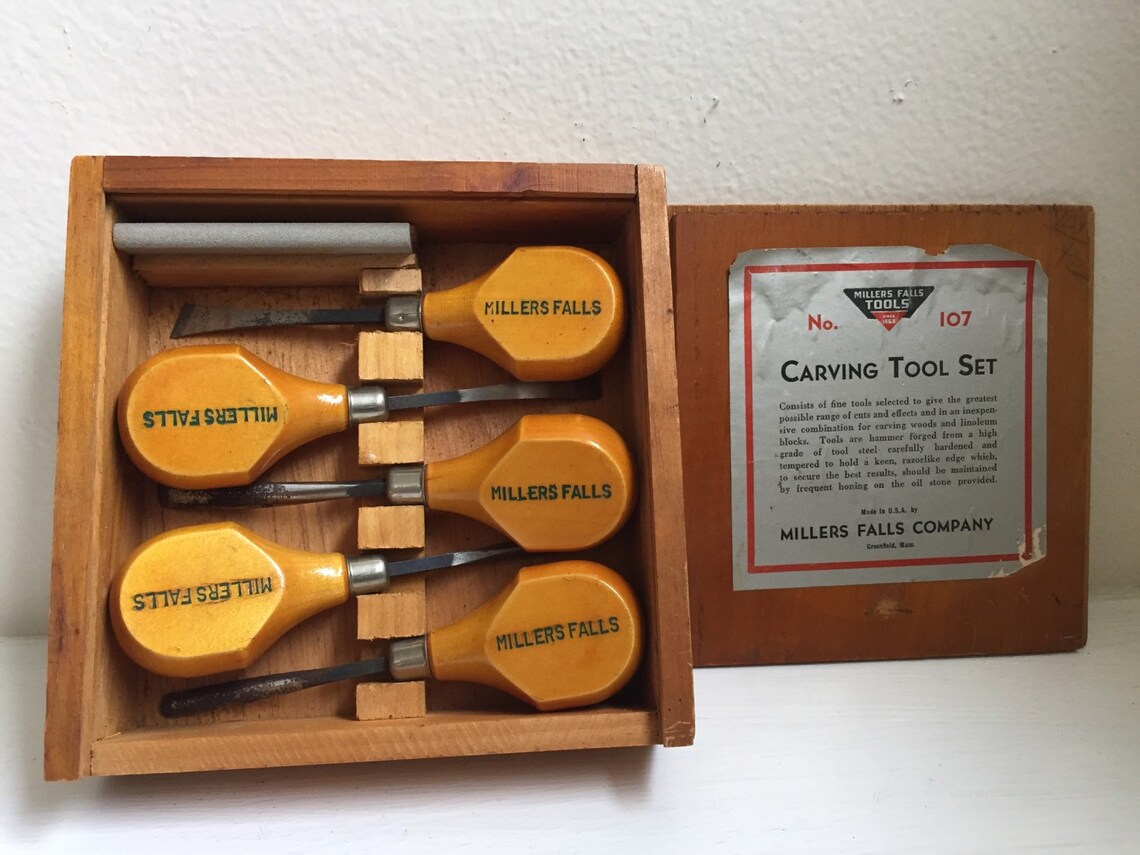 MILLERS FALLS
MILLERS FALLS
MILLERS FALLS
MILLERS FALLS
MILLERS FALLS
MILLERS FALLS
TOOLS
SINCE
1868
No. 107
CARVING TOOL SET
Consists of fine tools selected to give the greatest
possible range of cuts and effects and in an inexpen-
sive combination for carving woods and linoleum
blocks. Tools are hammer forged from a high
grade of tool steel carefully hardened and
tempered to hold a keen, razorlike edge which,
to secure the best results, should be maintained
by frequent honing on the oil stone provided.
Made in U.S.A. by
MILLERS FALLS COMPANY
Greenfield, Mass.